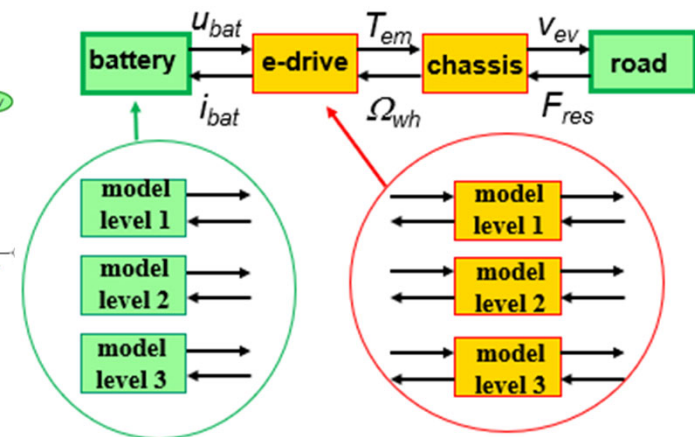 u_bat T_em v_ev
battery e-drive chassis road
i_bat Ω_wh F_res
model
level 1
model
level 2
model
level 3
model
level 1
model
level 2
model
level 3